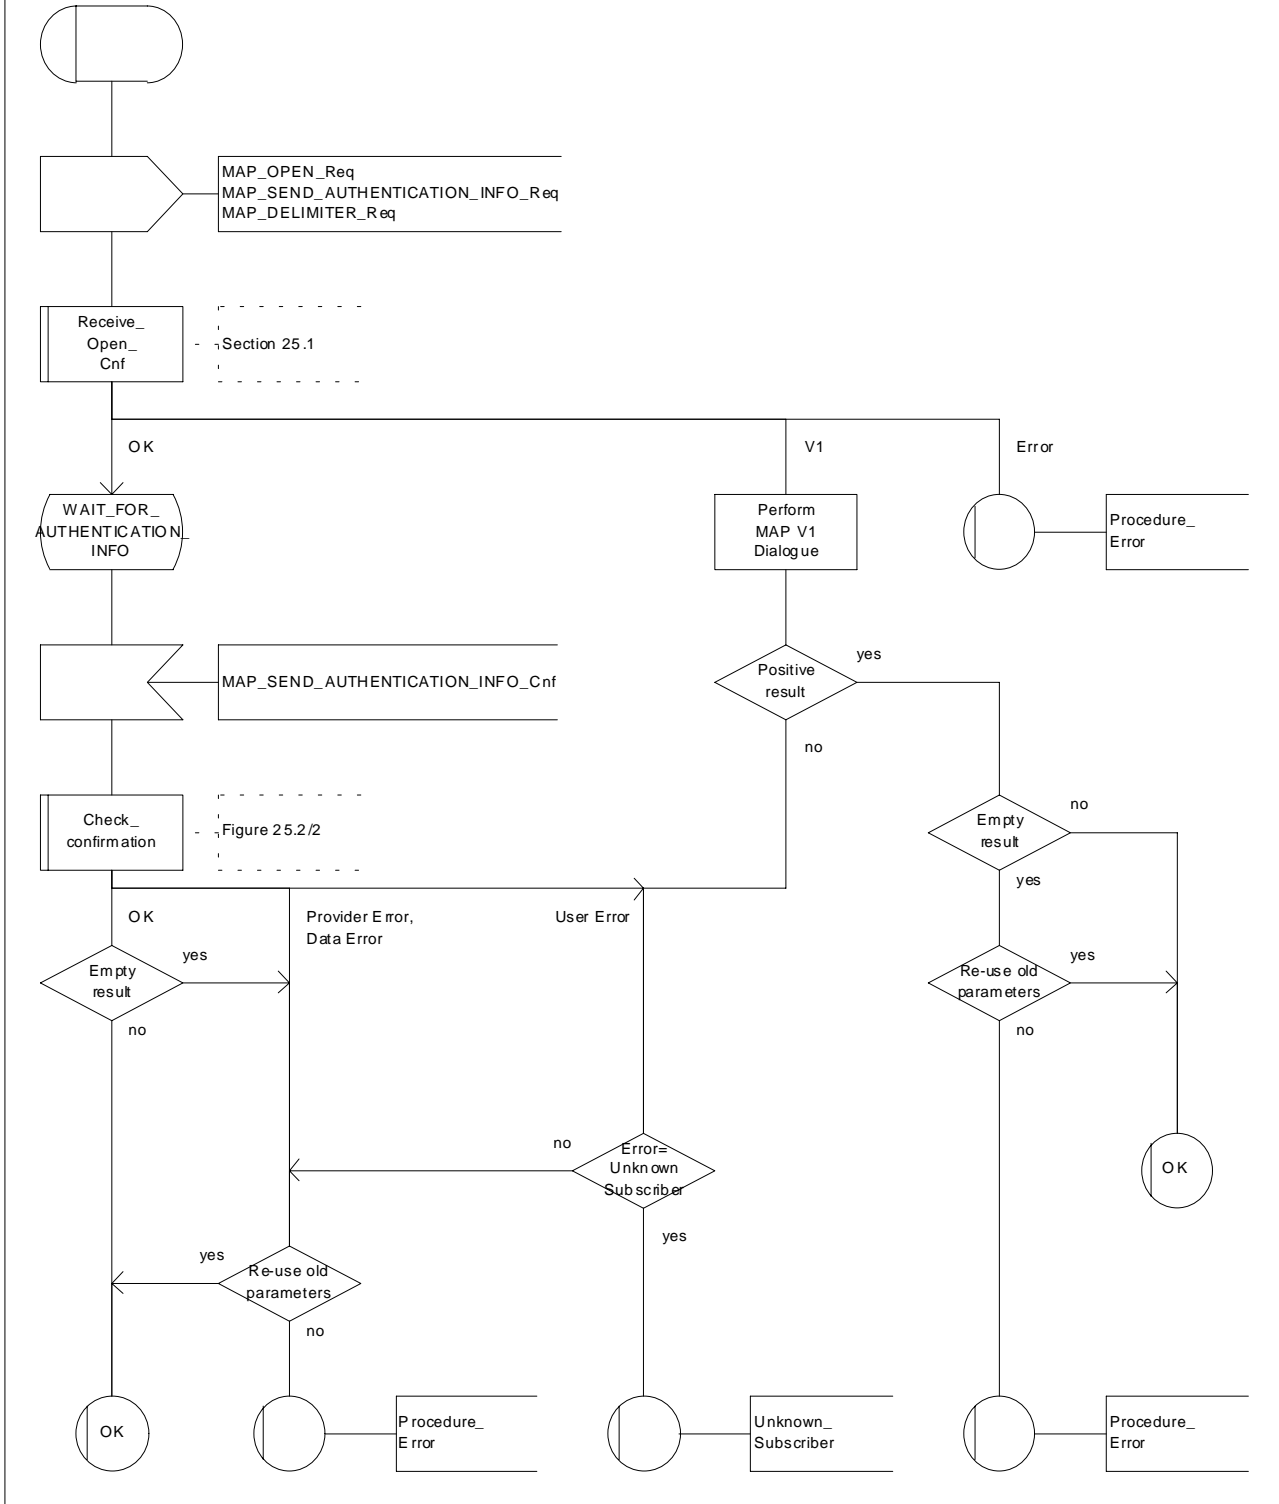 MAP_OPEN_Req
MAP_SEND_AUTHENTICATION_INFO_Req
MAP_DELIMITER_Req
Receive_
Open_
Cnf
Section 25.1
OK
V1
Error
WAIT_FOR_
AUTHENTICATION_
INFO
Perform
MAP V1
Dialogue
Procedure_
Error
MAP_SEND_AUTHENTICATION_INFO_Cnf
Positive
result
yes
no
Check_
confirmation
Figure 25.2/2
Empty
result
no
yes
OK
Provider Error,
Data Error
User Error
Empty
result
yes
no
Re-use old
parameters
yes
no
Error=
Unknown
Subscriber
no
yes
OK
Re-use old
parameters
yes
no
OK
Procedure_
Error
Unknown_
Subscriber
Procedure_
Error